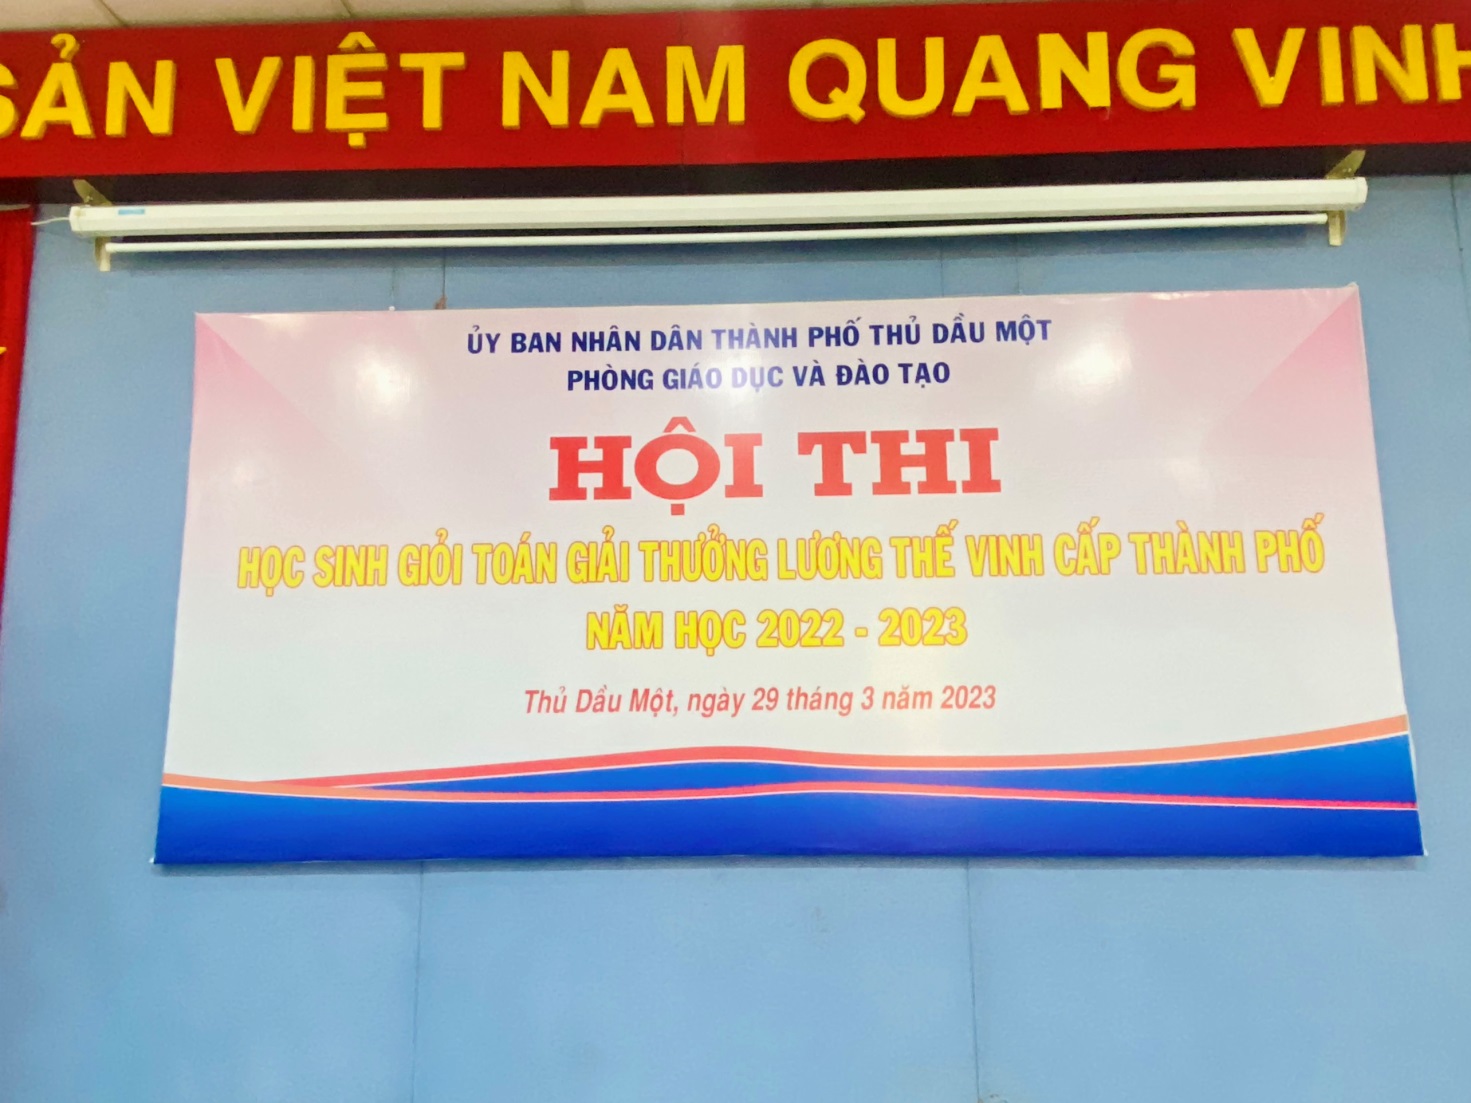 SẢN VIỆT NAM QUANG VINH
ỦY BAN NHÂN DÂN THÀNH PHỐ THỦ DẦU MỘT
PHÒNG GIÁO DỤC VÀ ĐÀO TẠO
HỘI THI
HỌC SINH GIỎI TOÁN GIẢI THƯỞNG LƯƠNG THẾ VINH CẤP THÀNH PHỐ
NĂM HỌC 2022 - 2023
Thủ Dầu Một, ngày 29 tháng 3 năm 2023